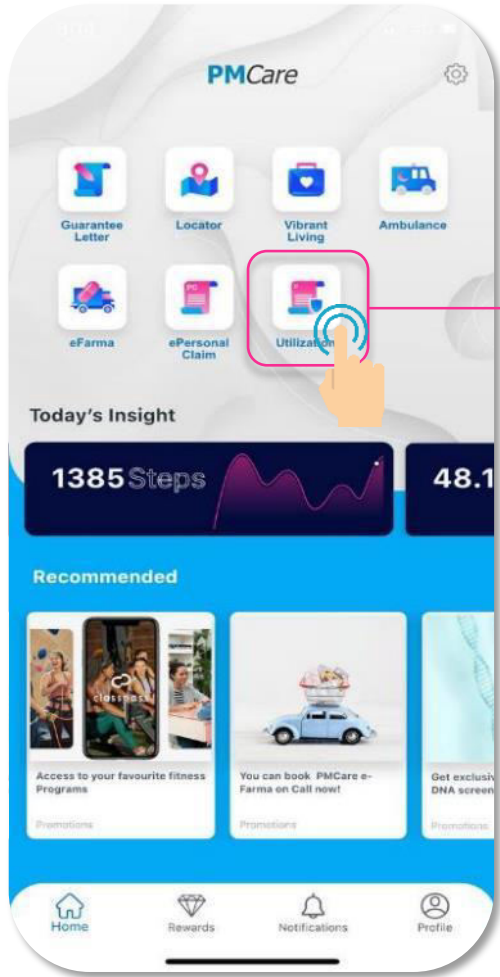 PMCare
Guarantee
Letter
Locator
Vibrant
Living
Ambulance
eFarma
ePersonal
Claim
Utilization
Today's Insight
1385 Steps
48.1
Recommended
classpass
Access to your favourite fitness
Programs
Promotions
You can book PMCare e-
Farma on Call now!
Promotions
Get exclusiv
DNA screen
Promotions
Home
Rewards
Notifications
Profile